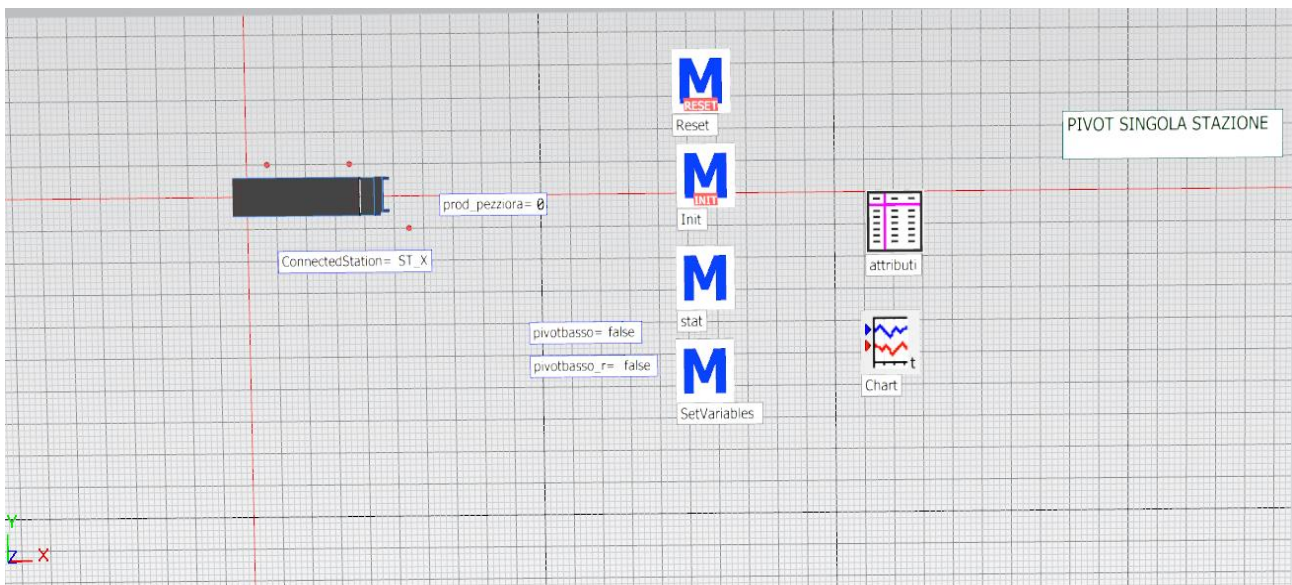 M
RESET
Reset
PIVOT SINGOLA STAZIONE
M
INIT
Init
prod_pezziora= 0
ConnectedStation= ST_X
attributi
M
stat
pivotbasso= false
pivotbasso_r= false
M
SetVariables
t
Chart
Y
Z X